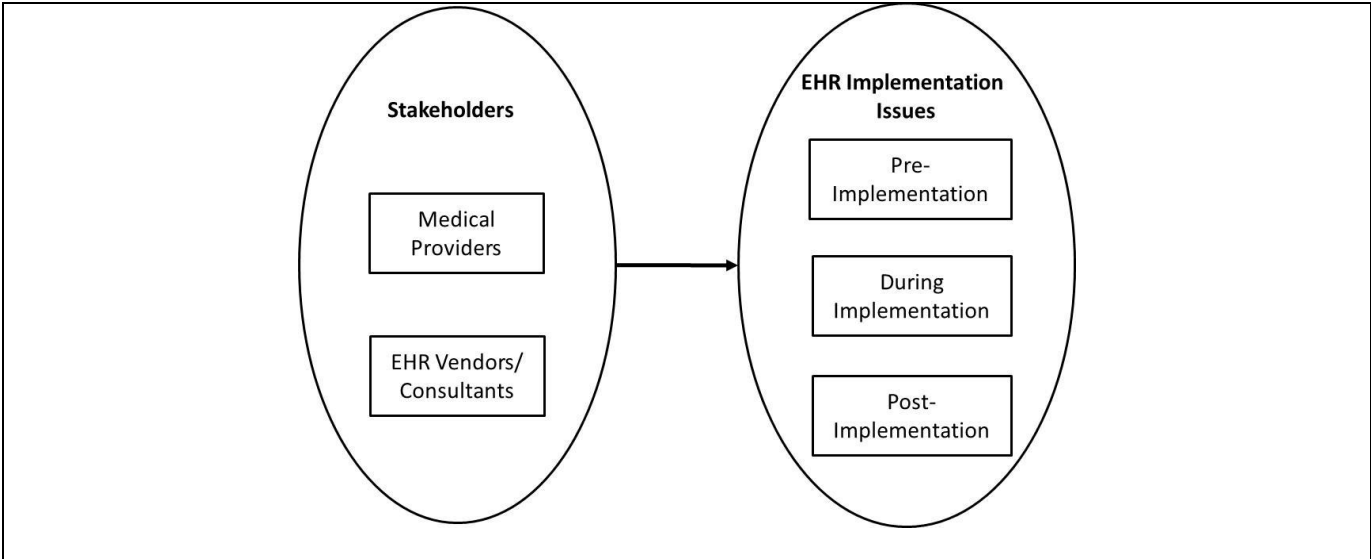 Stakeholders
Medical
Providers
EHR Vendors/
Consultants
EHR Implementation
Issues
Pre-
Implementation
During
Implementation
Post-
Implementation